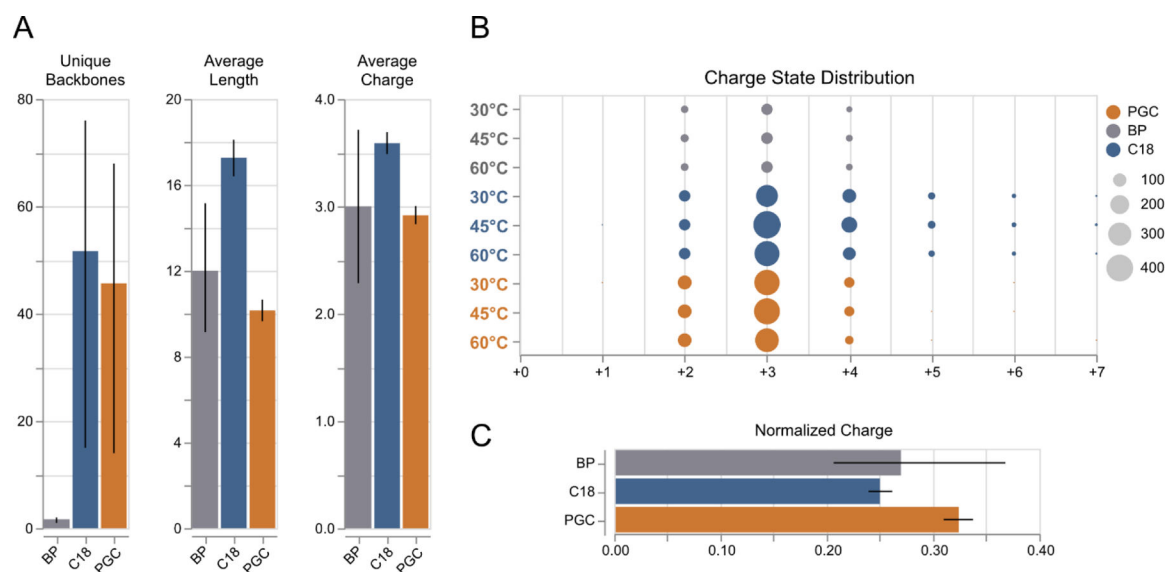 A
Unique
Backbones
80
60
40
20
0
BP
C18
PGC
Average
Length
20
16
12
8
4
0
BP
C18
PGC
Average
Charge
4.0
3.0
2.0
1.0
0.0
BP
C18
PGC
B
Charge State Distribution
30°C
45°C
60°C
30°C
45°C
60°C
30°C
45°C
60°C
+0 +1 +2 +3 +4 +5 +6 +7
PGC
BP
C18
100
200
300
400
C
Normalized Charge
BP
C18
PGC
0.00 0.10 0.20 0.30 0.40